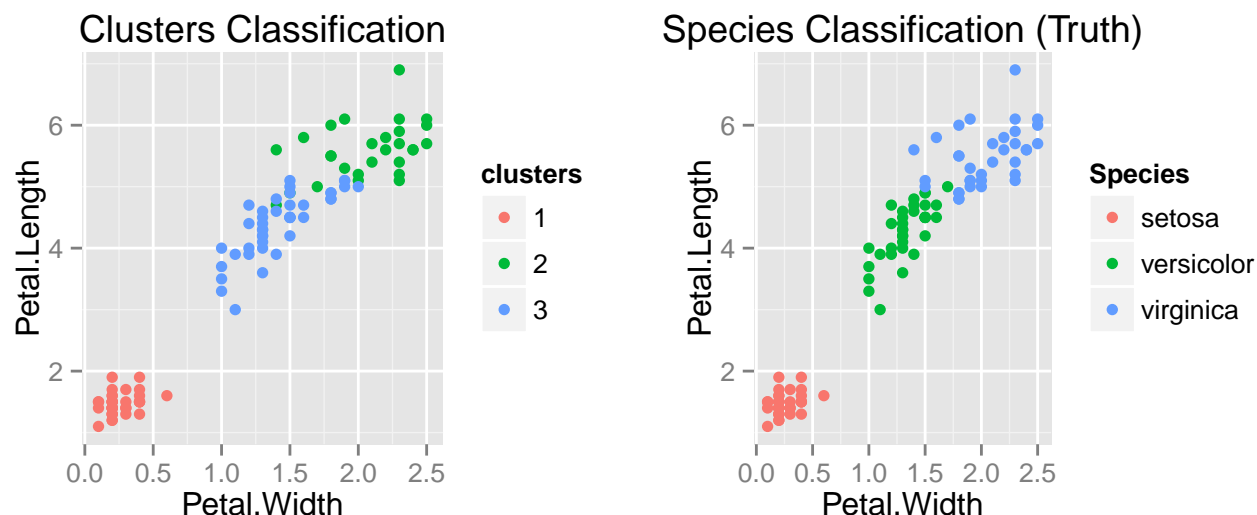 Clusters Classification
Petal.Length
6
4
2
0.0 0.5 1.0 1.5 2.0 2.5
Petal.Width
clusters
1
2
3
Species Classification (Truth)
Petal.Length
6
4
2
0.0 0.5 1.0 1.5 2.0 2.5
Petal.Width
Species
setosa
versicolor
virginica